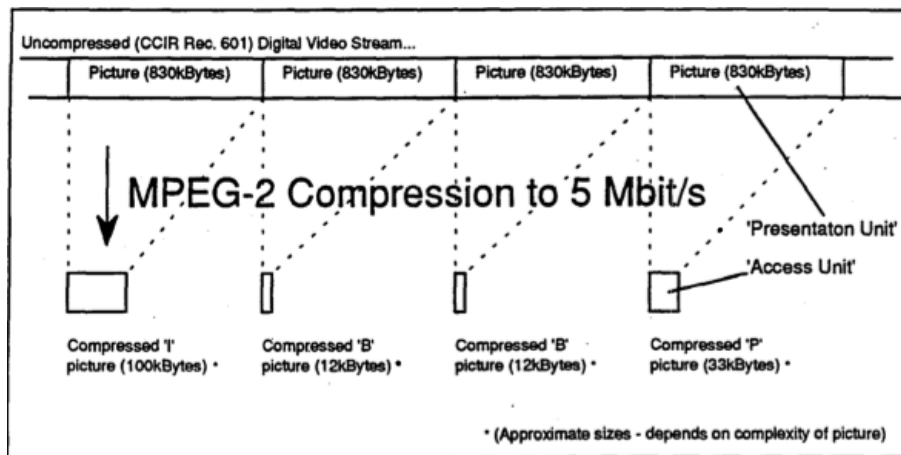 Uncompressed (CCIR Rec. 601) Digital Video Stream...
Picture (830kBytes) Picture (830kBytes) Picture (830kBytes) Picture (830kBytes)
MPEG-2 Compression to 5 Mbit/s
'Presentaton Unit'
'Access Unit'
Compressed 'I' Compressed 'B' Compressed 'B' Compressed 'P'
picture (100kBytes) * picture (12kBytes) * picture (12kBytes) * picture (33kBytes) *
* (Approximate sizes - depends on complexity of picture)